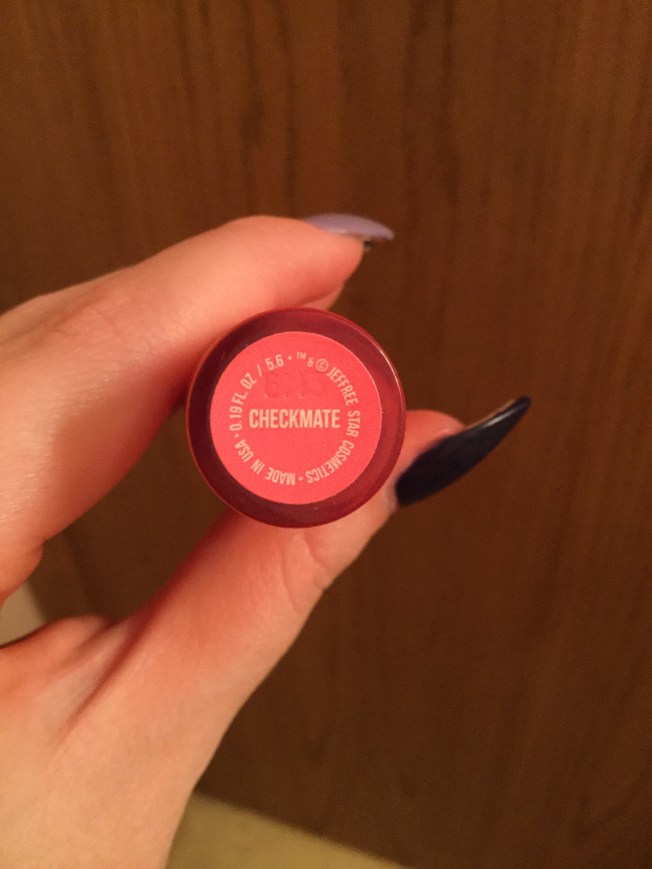 CHECKMATE
™ & © JEFFREE STAR COSMETICS • MADE IN USA • 0.19 FL. OZ / 5.6 •